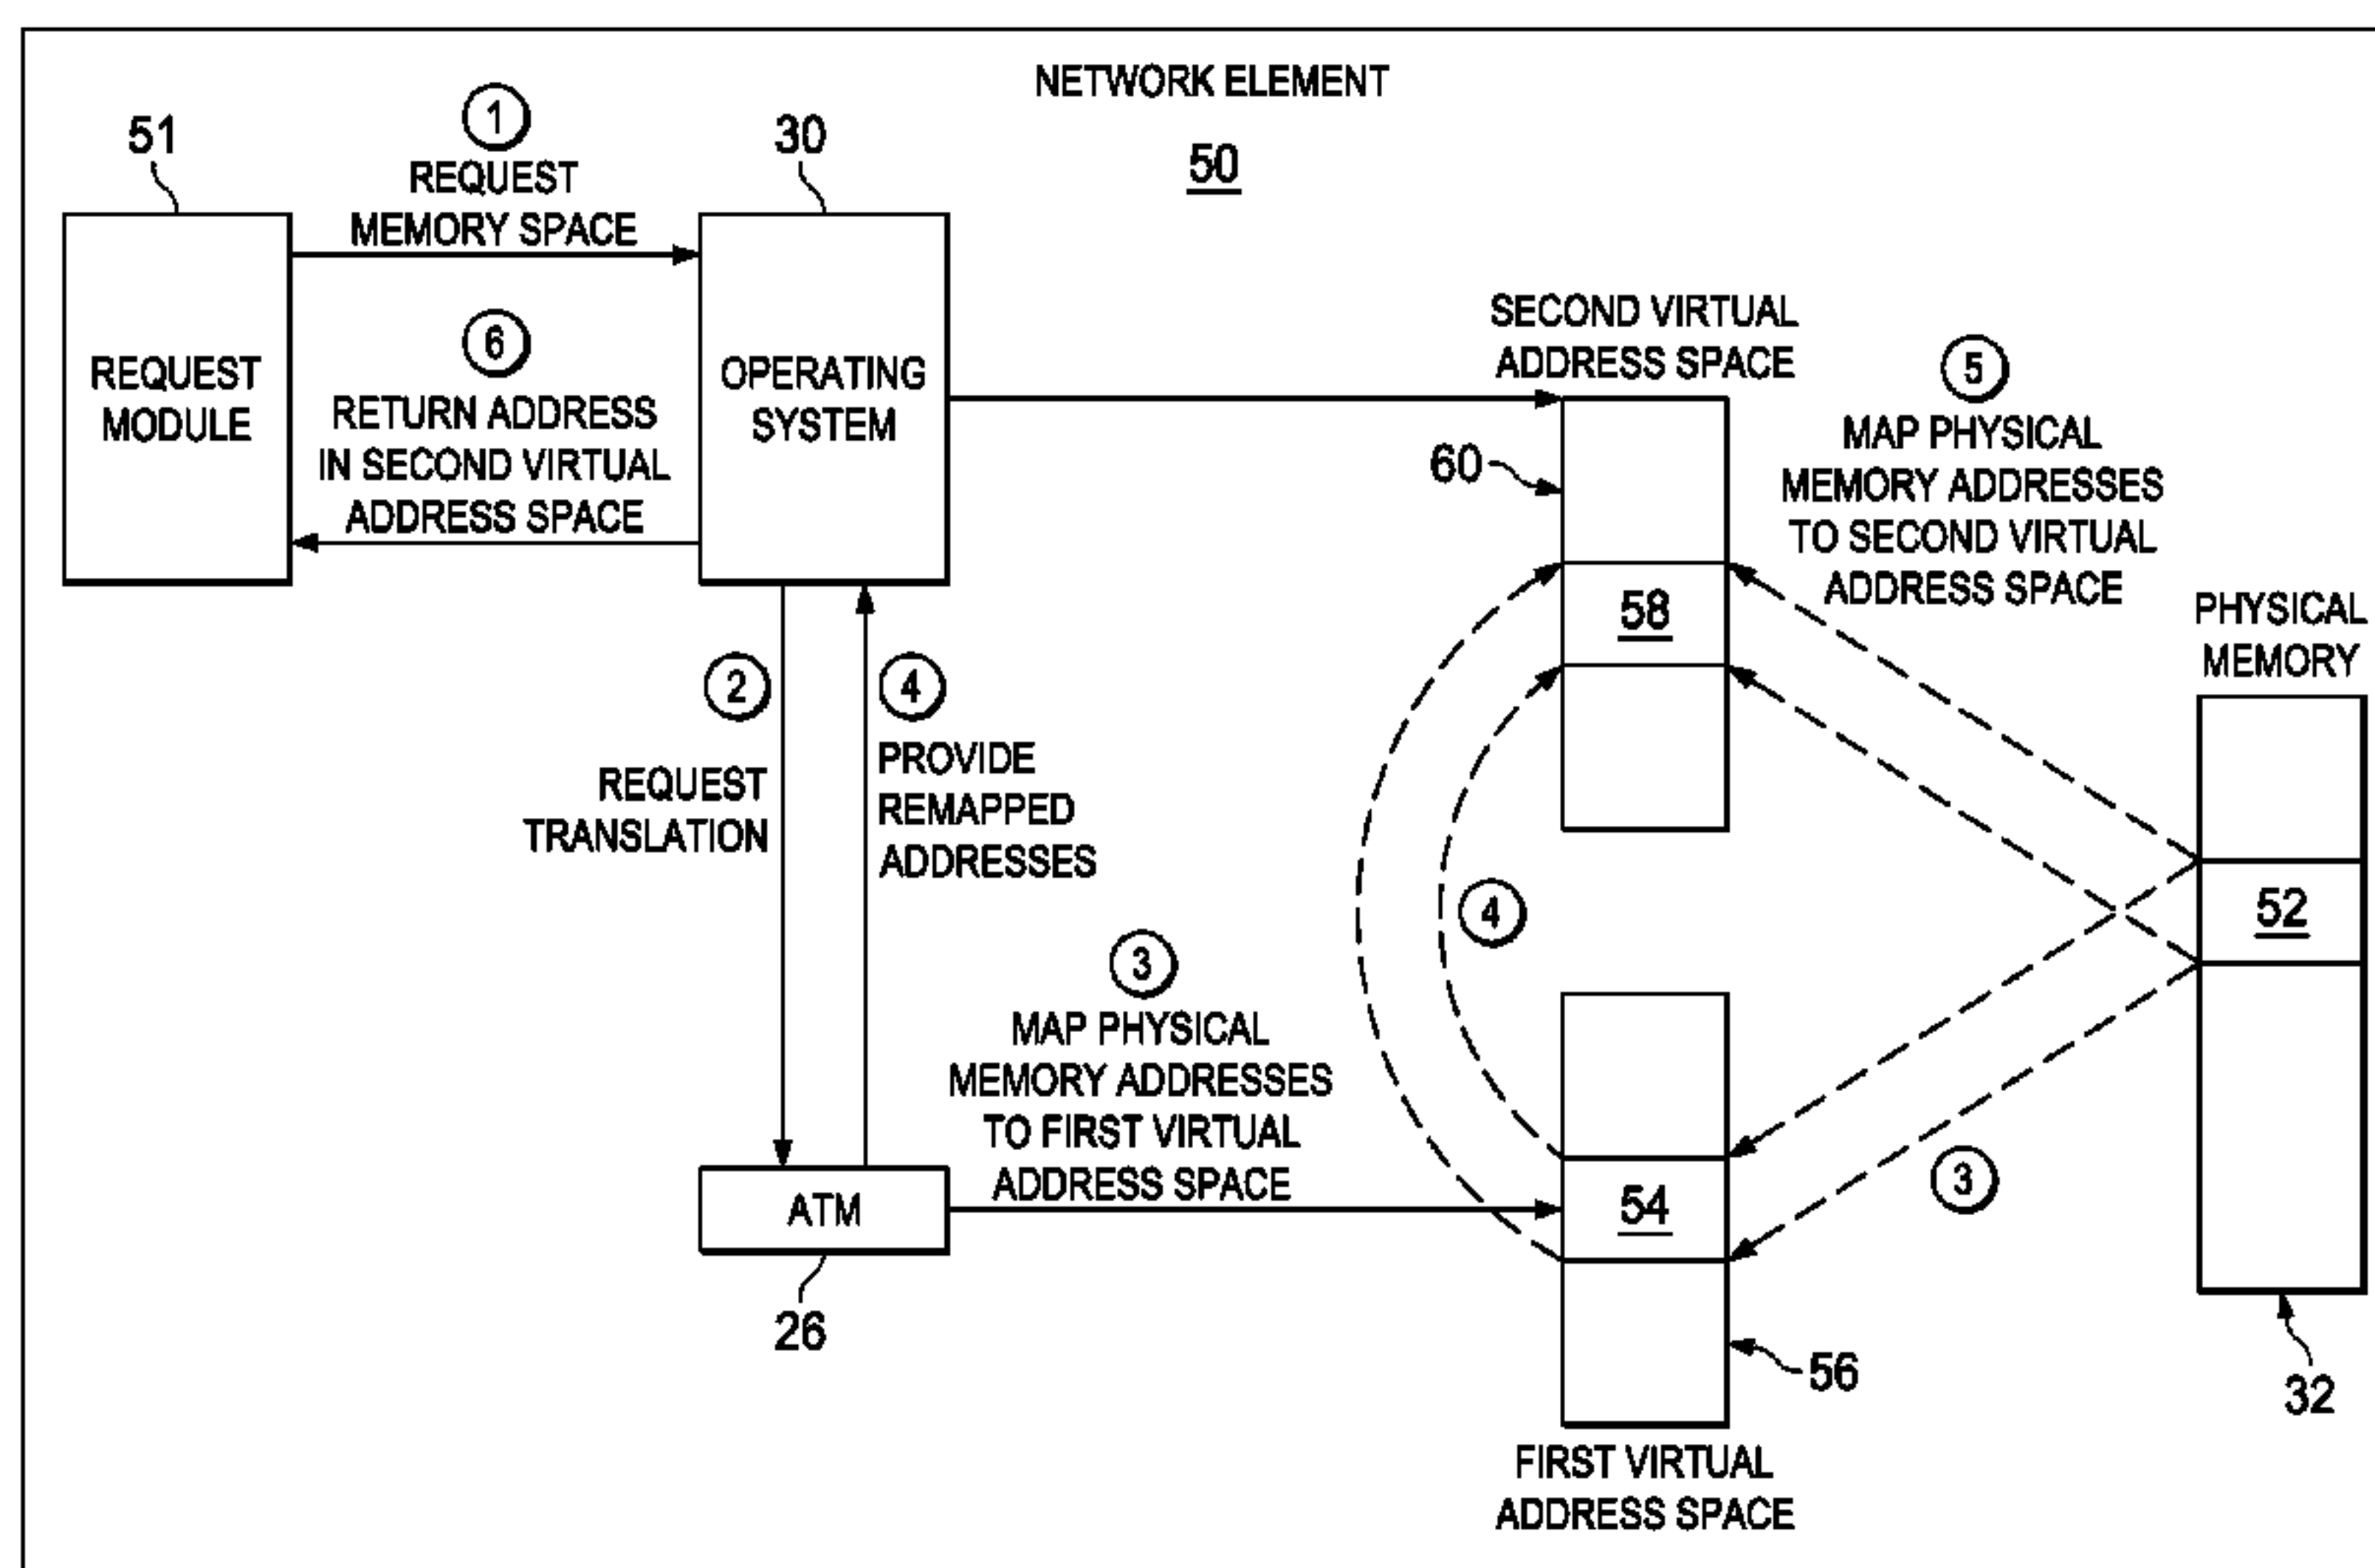 NETWORK ELEMENT
50
51
1
REQUEST
MEMORY SPACE
30
REQUEST
MODULE
6
RETURN ADDRESS
IN SECOND VIRTUAL
ADDRESS SPACE
OPERATING
SYSTEM
SECOND VIRTUAL
ADDRESS SPACE
60
58
5
MAP PHYSICAL
MEMORY ADDRESSES
TO SECOND VIRTUAL
ADDRESS SPACE
PHYSICAL
MEMORY
52
32
2
REQUEST
TRANSLATION
4
PROVIDE
REMAPPED
ADDRESSES
4
3
MAP PHYSICAL
MEMORY ADDRESSES
TO FIRST VIRTUAL
ADDRESS SPACE
ATM
26
54
3
56
FIRST VIRTUAL
ADDRESS SPACE